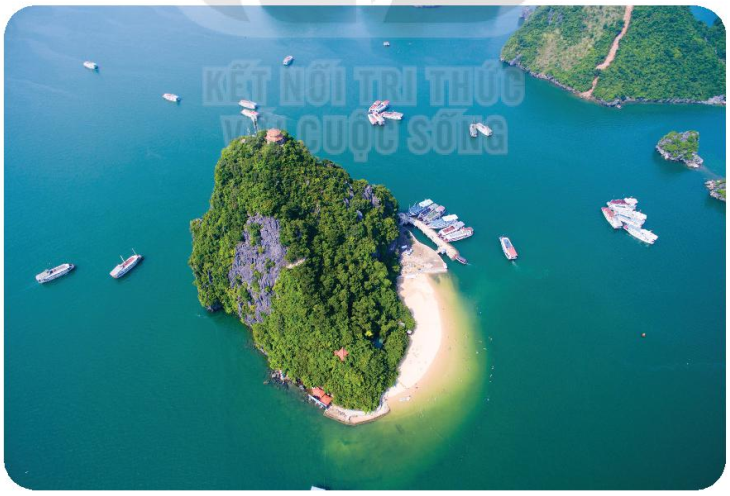 KẾT NỐI TRI THỨC
VỚI CUỘC SỐNG